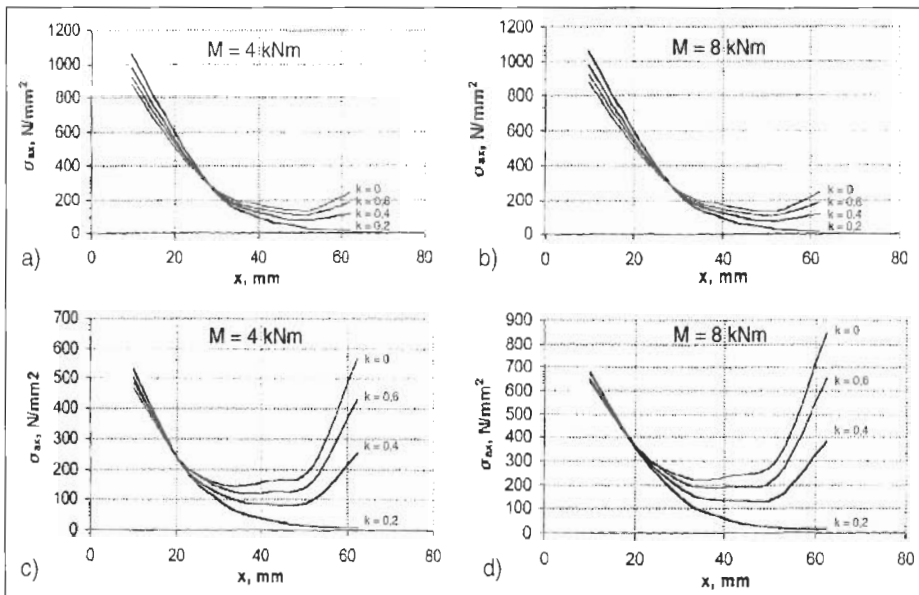 1200
1000
800
600
400
200
0
σax, N/mm²
M = 4 kNm
k = 0
k = 0,6
k = 0,4
k = 0,2
0 20 40 60 80
x, mm
a)
1200
1000
800
600
400
200
0
σax, N/mm²
M = 8 kNm
k = 0
k = 0,6
k = 0,4
k = 0,2
0 20 40 60 80
x, mm
b)
700
600
500
400
300
200
100
0
σax, N/mm2
M = 4 kNm
k = 0
k = 0,6
k = 0,4
k = 0,2
0 20 40 60 80
x, mm
c)
900
800
700
600
500
400
300
200
100
0
σax, N/mm²
M = 8 kNm
k = 0
k = 0,6
k = 0,4
k = 0,2
0 20 40 60 80
x, mm
d)